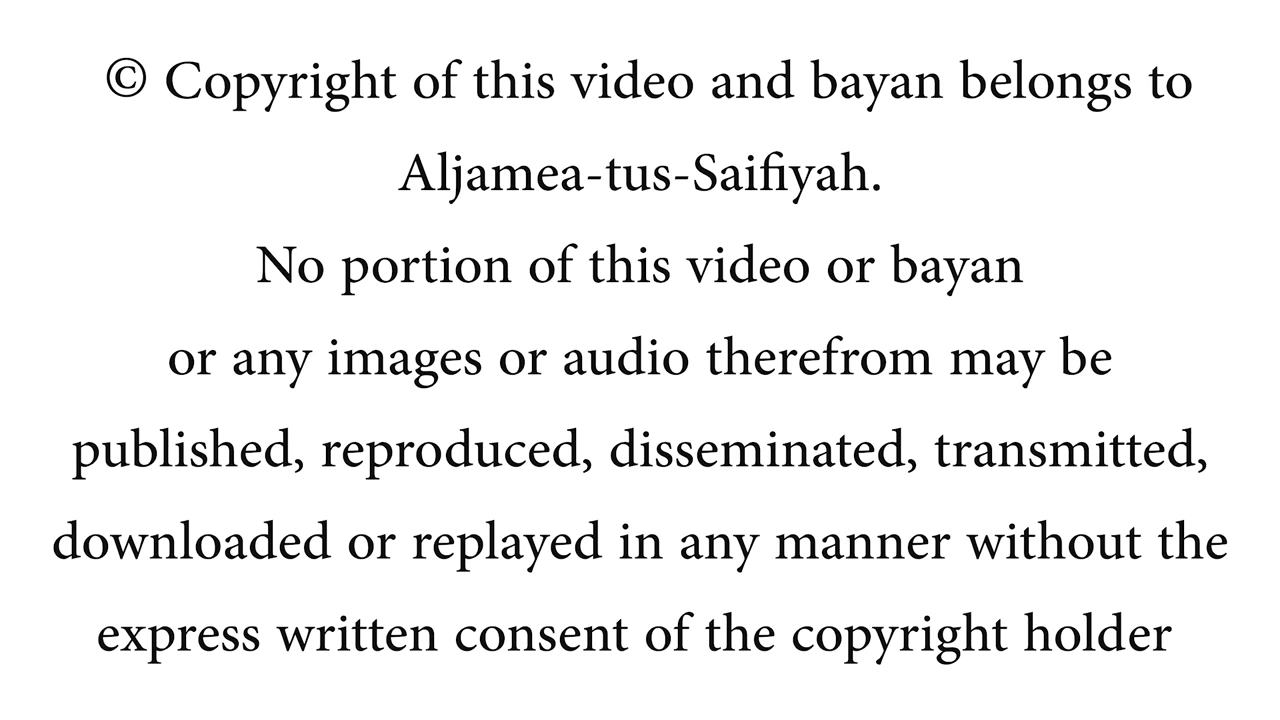 © Copyright of this video and bayan belongs to
Aljamea-tus-Saifiyah.
No portion of this video or bayan
or any images or audio therefrom may be
published, reproduced, disseminated, transmitted,
downloaded or replayed in any manner without the
express written consent of the copyright holder